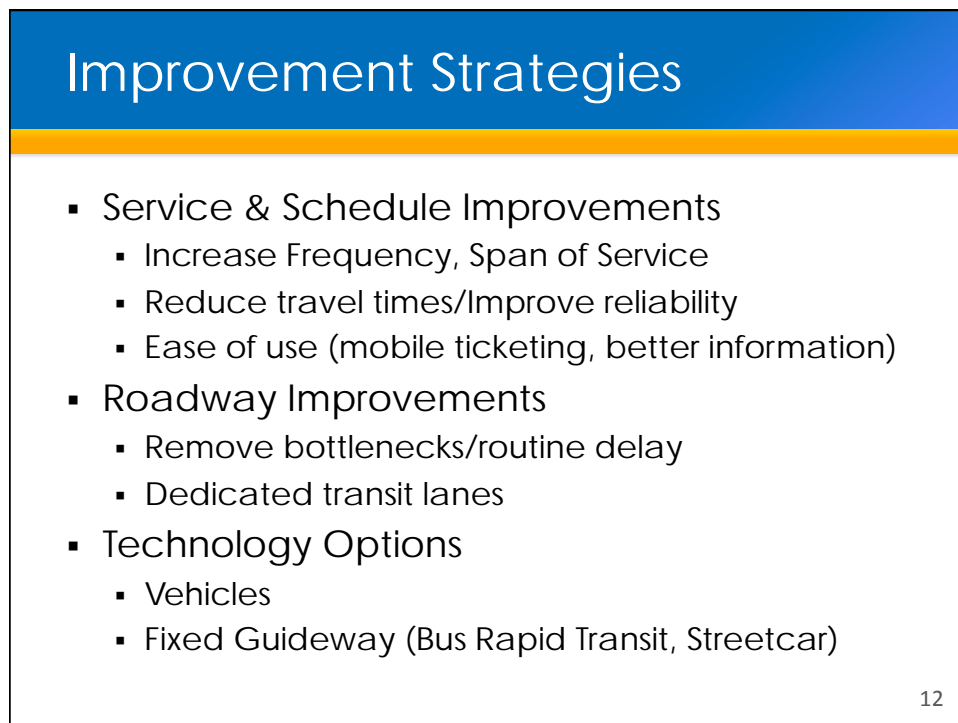 Improvement Strategies
▪ Service & Schedule Improvements
▪ Increase Frequency, Span of Service
▪ Reduce travel times/Improve reliability
▪ Ease of use (mobile ticketing, better information)
▪ Roadway Improvements
▪ Remove bottlenecks/routine delay
▪ Dedicated transit lanes
▪ Technology Options
▪ Vehicles
▪ Fixed Guideway (Bus Rapid Transit, Streetcar)
12